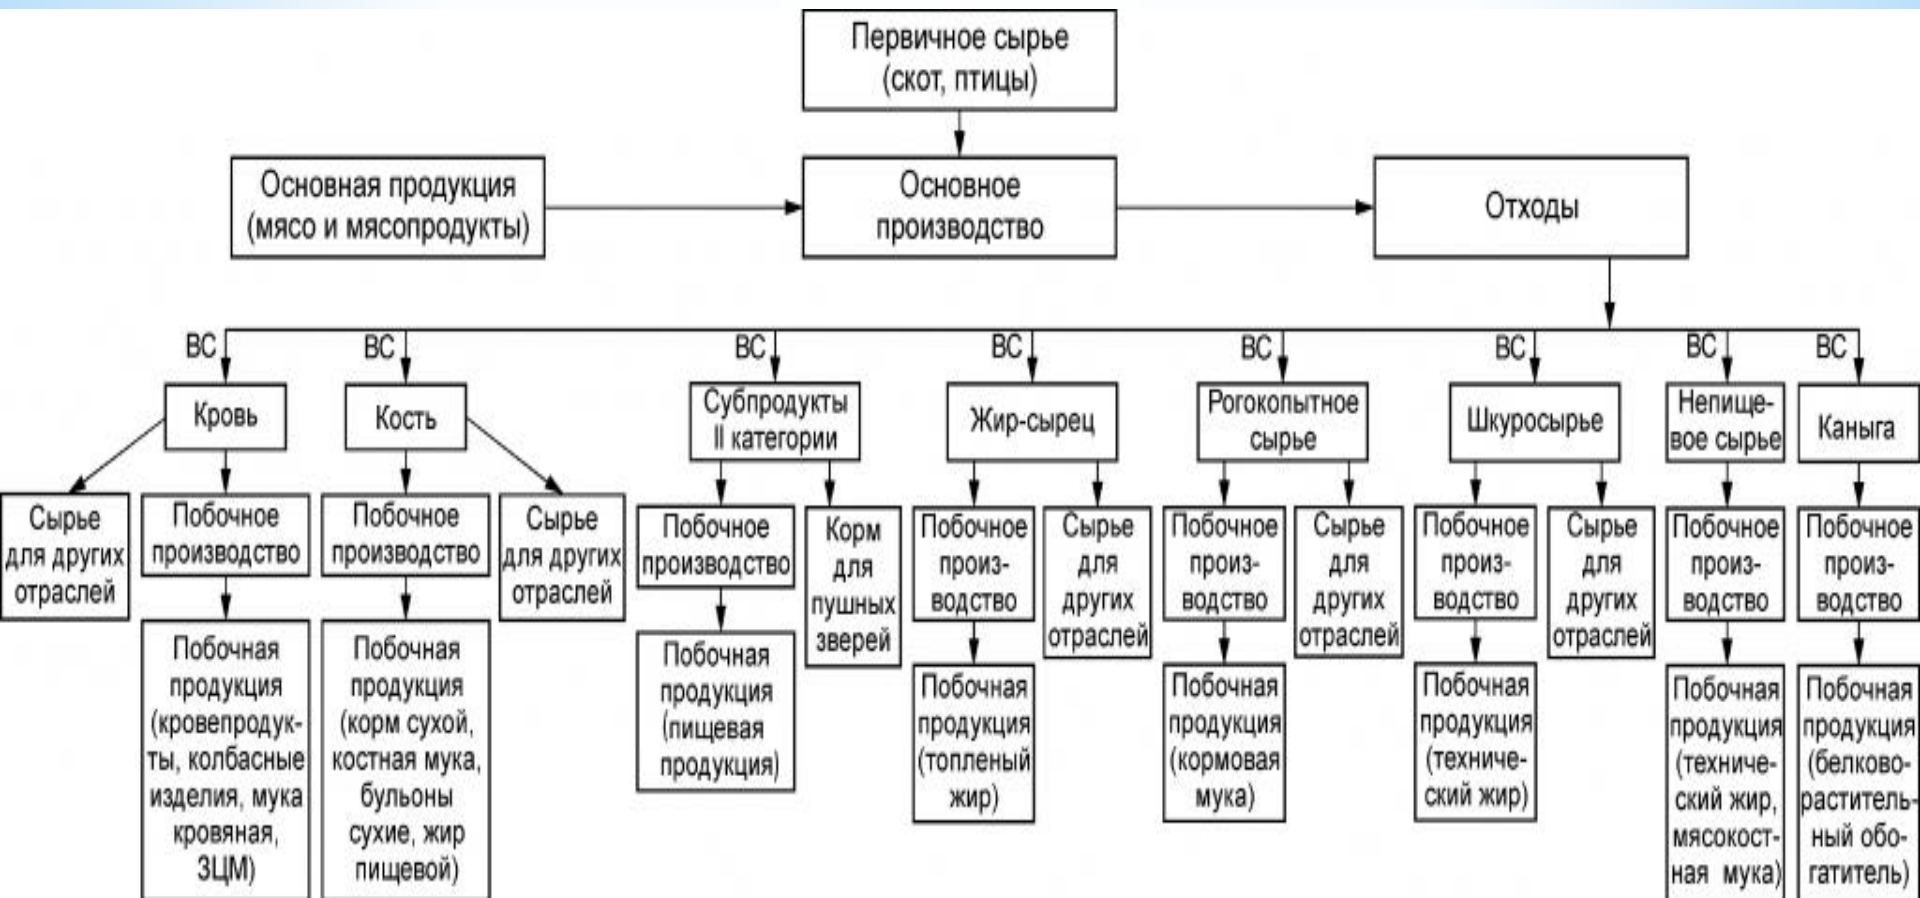 Первичное сырье
(скот, птицы)
Основная продукция
(мясо и мясопродукты)
Основное
производство
Отходы
ВС
ВС
ВС
ВС
ВС
ВС
ВС
ВС
Кровь
Кость
Субпродукты
II категории
Жир-сырец
Рогокопытное
сырье
Шкуросырье
Непище-
вое сырье
Каныга
Сырье
для других
отраслей
Побочное
производство
Побочное
производство
Сырье
для других
отраслей
Побочное
производство
Корм
для
пушных
зверей
Побочное
произ-
водство
Сырье
для
других
отраслей
Побочное
произ-
водство
Сырье
для
других
отраслей
Побочное
произ-
водство
Сырье
для
других
отраслей
Побочное
произ-
водство
Побочное
произ-
водство
Побочная
продукция
(кровепродук-
ты, колбасные
изделия, мука
кровяная,
ЗЦМ)
Побочная
продукция
(корм сухой,
костная мука,
бульоны
сухие, жир
пищевой)
Побочная
продукция
(пищевая
продукция)
Побочная
продукция
(топленый
жир)
Побочная
продукция
(кормовая
мука)
Побочная
продукция
(техниче-
ский жир)
Побочная
продукция
(техниче-
ский жир,
мясокост-
ная мука)
Побочная
продукция
(белково-
раститель-
ный обо-
гатитель)